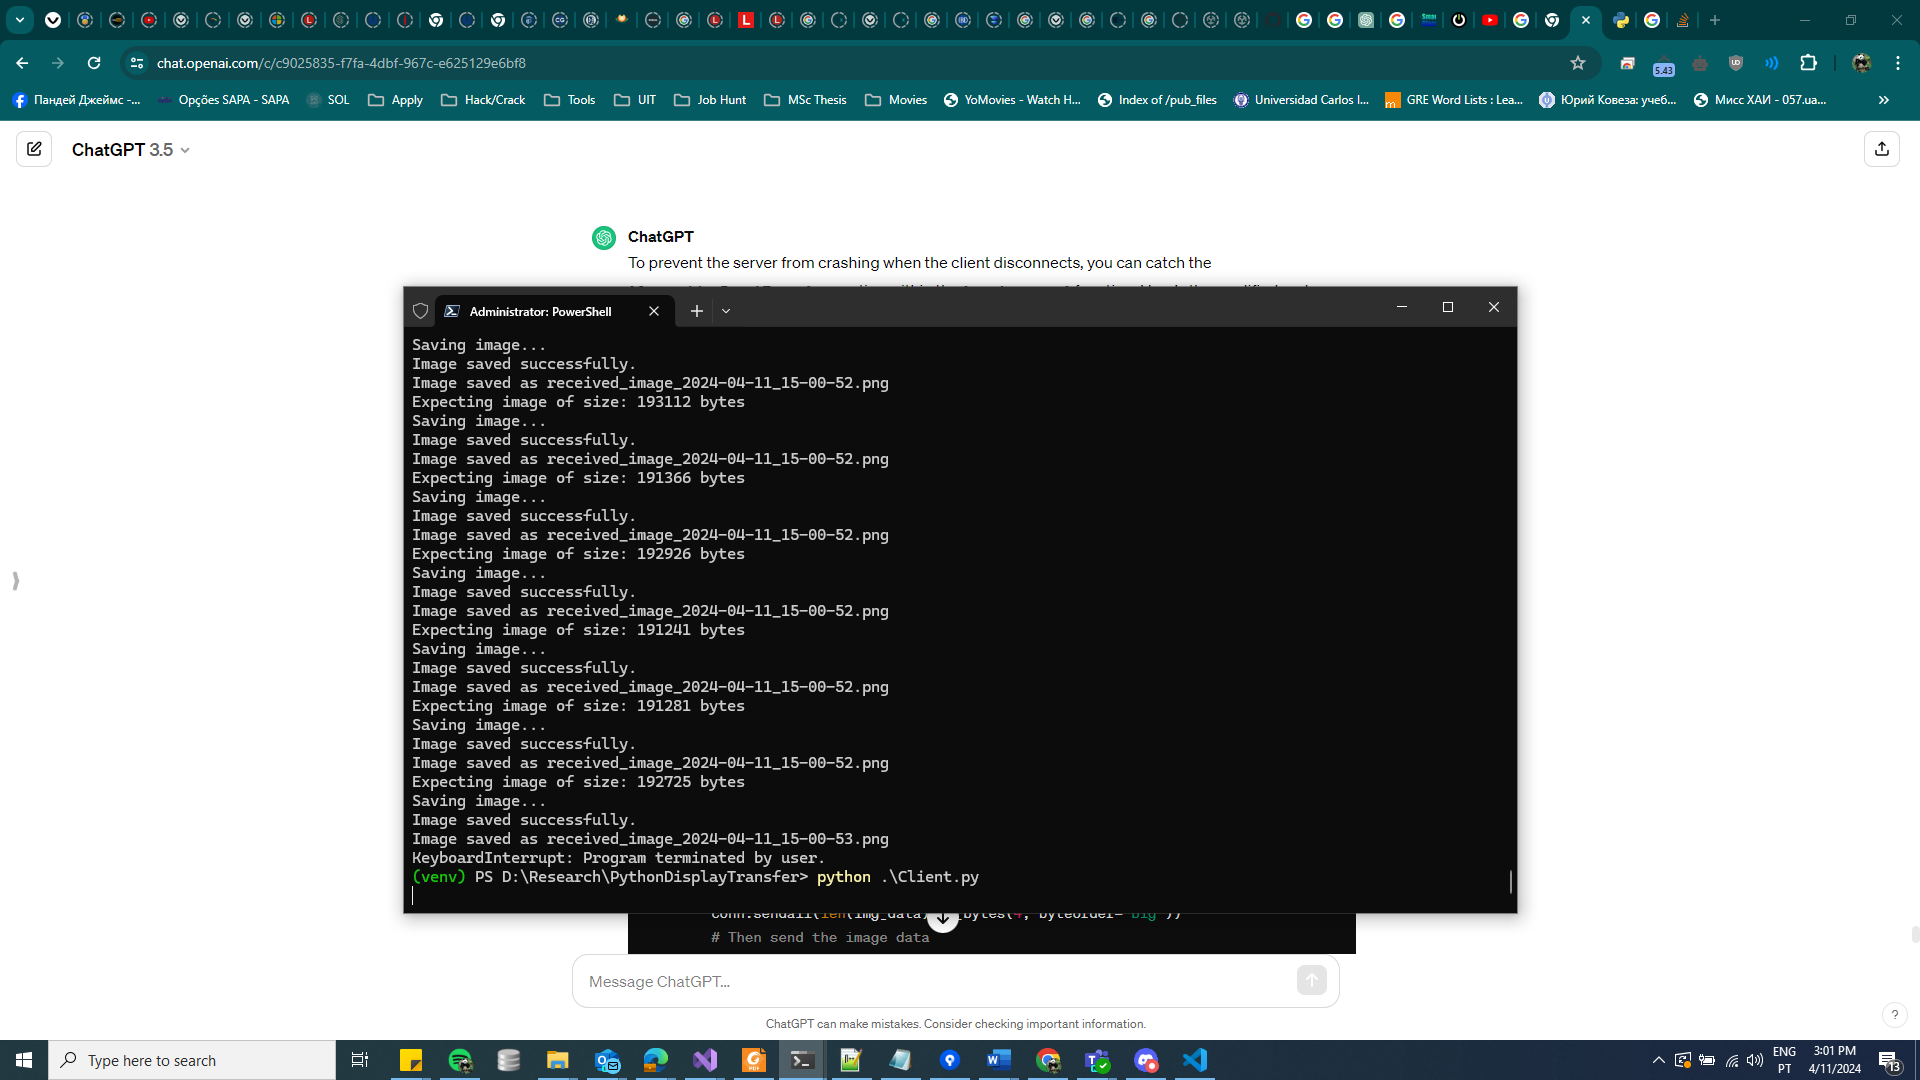 chat.openai.com/c/c9025835-f7fa-4dbf-967c-e625129e6bf8
5.43
Пандей Джеймс -...
Opções SAPA - SAPA
SOL
Apply
Hack/Crack
Tools
UIT
Job Hunt
MSc Thesis
Movies
YoMovies - Watch H...
Index of /pub_files
Universidad Carlos I...
GRE Word Lists : Lea...
Юрий Ковеза: учеб...
Мисс ХАИ - 057.ua...
ChatGPT 3.5
ChatGPT
To prevent the server from crashing when the client disconnects, you can catch the
Administrator: PowerShell
Saving image...
Image saved successfully.
Image saved as received_image_2024-04-11_15-00-52.png
Expecting image of size: 193112 bytes
Saving image...
Image saved successfully.
Image saved as received_image_2024-04-11_15-00-52.png
Expecting image of size: 191366 bytes
Saving image...
Image saved successfully.
Image saved as received_image_2024-04-11_15-00-52.png
Expecting image of size: 192926 bytes
Saving image...
Image saved successfully.
Image saved as received_image_2024-04-11_15-00-52.png
Expecting image of size: 191241 bytes
Saving image...
Image saved successfully.
Image saved as received_image_2024-04-11_15-00-52.png
Expecting image of size: 191281 bytes
Saving image...
Image saved successfully.
Image saved as received_image_2024-04-11_15-00-52.png
Expecting image of size: 192725 bytes
Saving image...
Image saved successfully.
Image saved as received_image_2024-04-11_15-00-53.png
KeyboardInterrupt: Program terminated by user.
(venv) PS D:\Research\PythonDisplayTransfer> python .\Client.py
# Then send the image data
Message ChatGPT...
ChatGPT can make mistakes. Consider checking important information.
?
Type here to search
ENG
PT
3:01 PM
4/11/2024
13